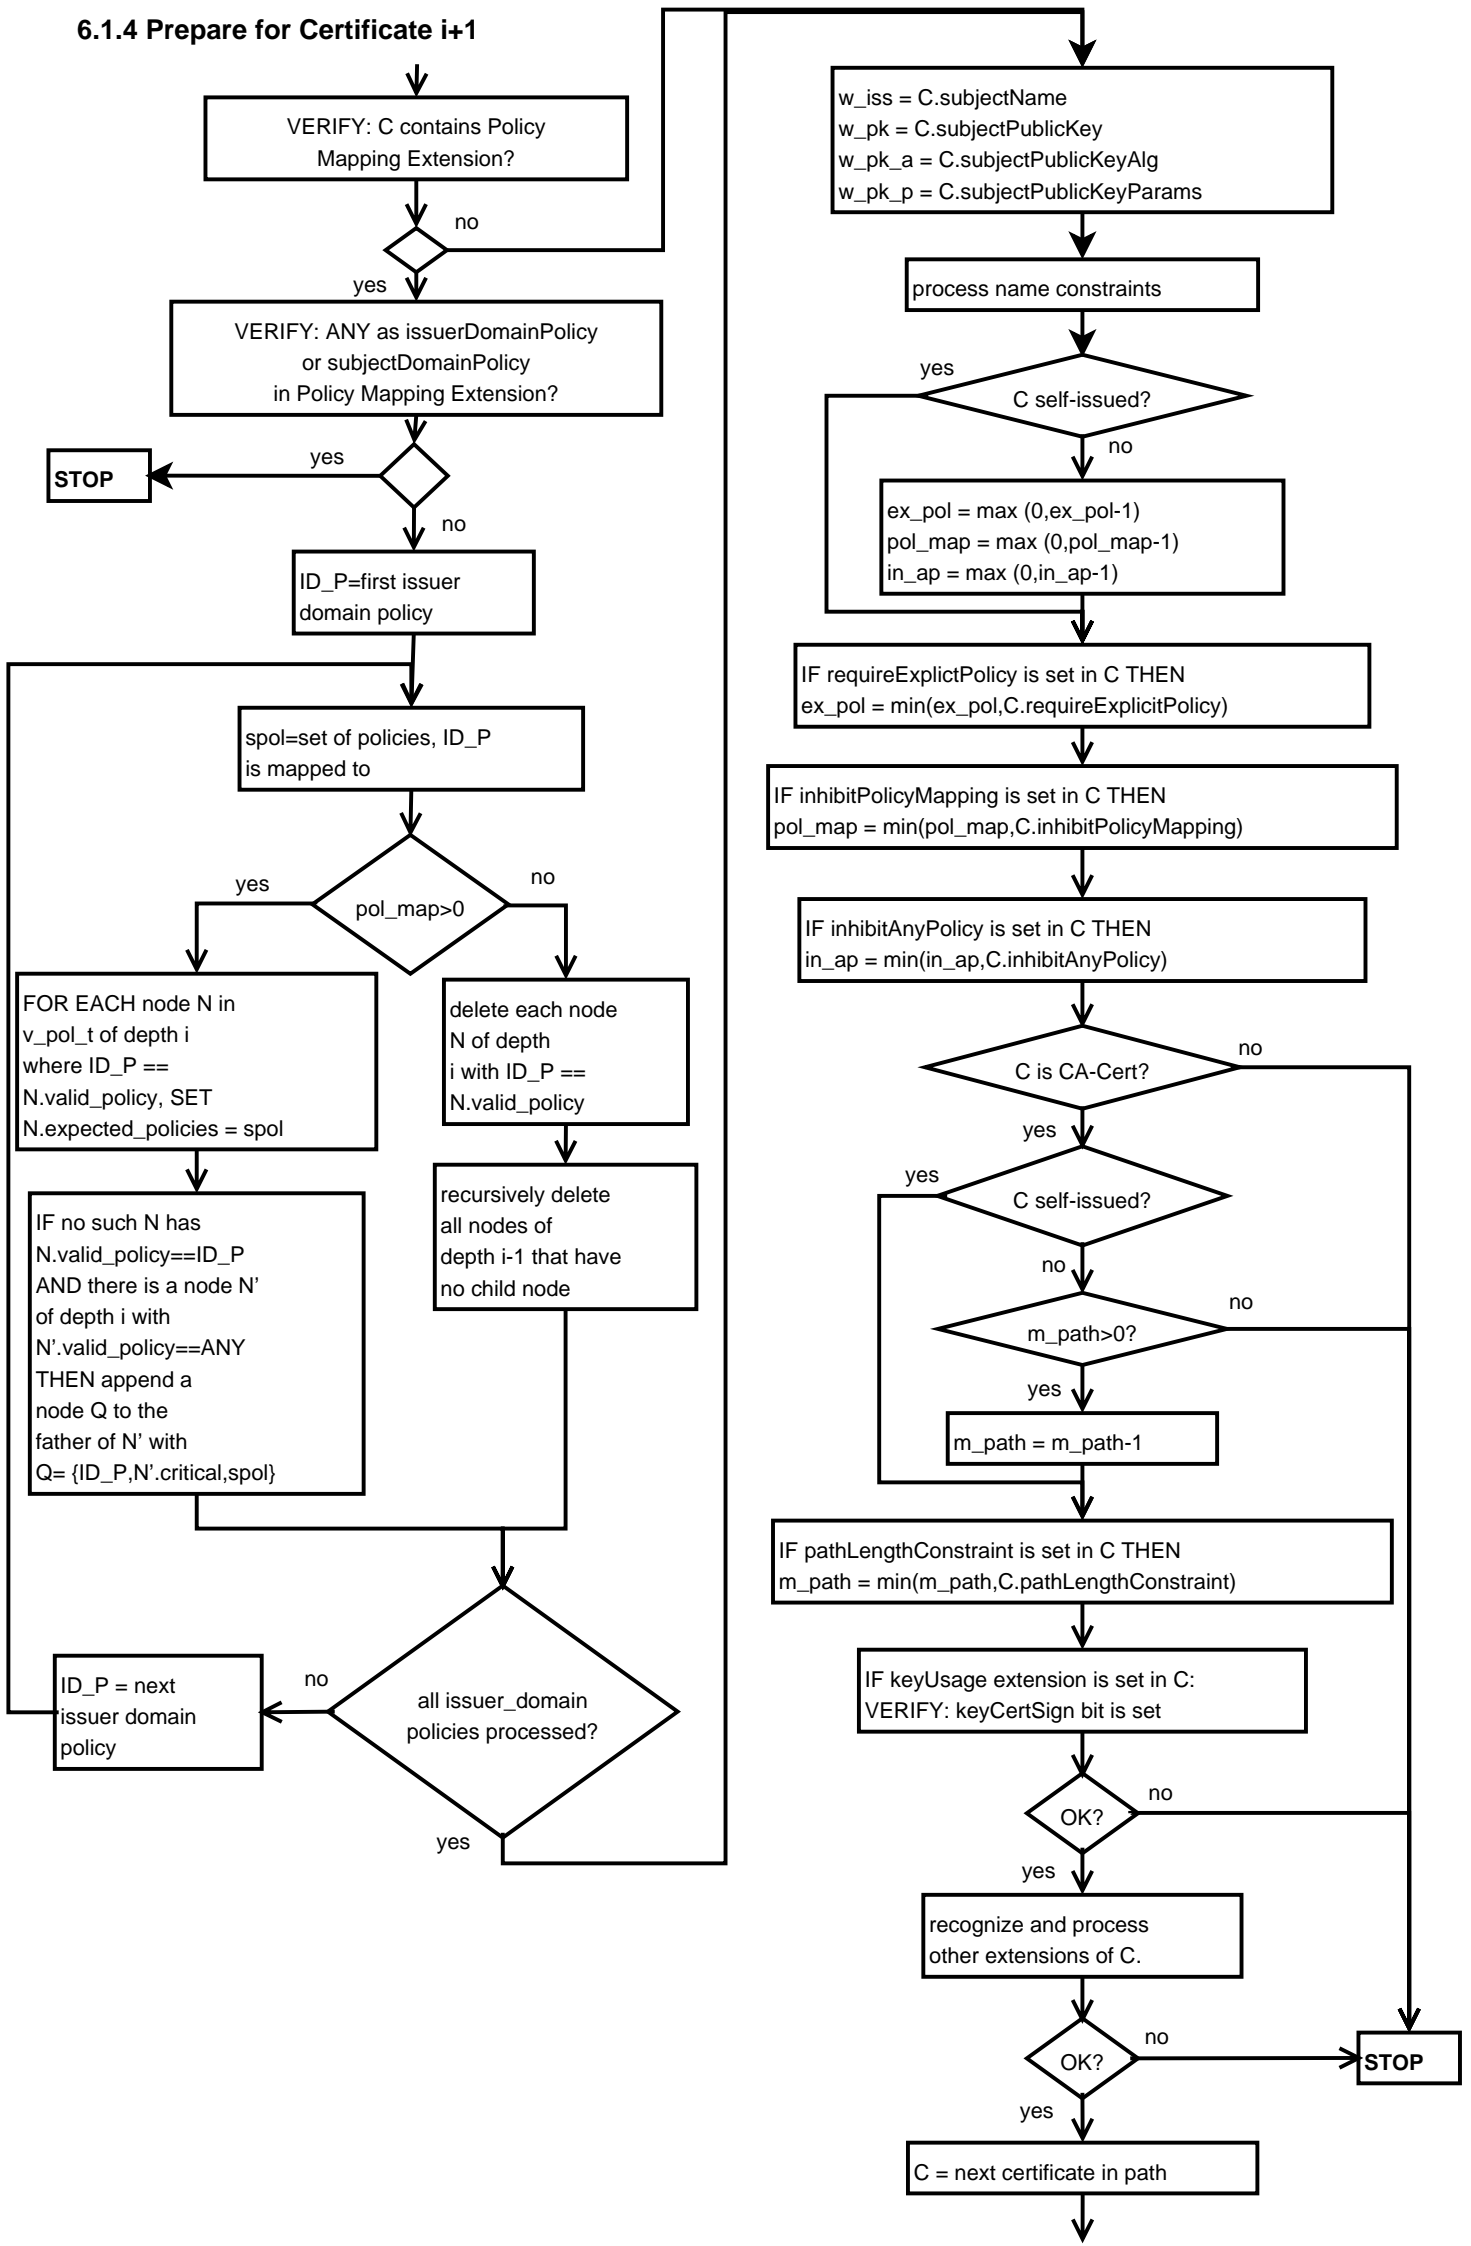 6.1.4 Prepare for Certificate i+1
VERIFY: C contains Policy
Mapping Extension?
no
yes
VERIFY: ANY as issuerDomainPolicy
or subjectDomainPolicy
in Policy Mapping Extension?
yes
STOP
no
ID_P=first issuer
domain policy
spol=set of policies, ID_P
is mapped to
yes
no
pol_map>0
FOR EACH node N in
v_pol_t of depth i
where ID_P ==
N.valid_policy, SET
N.expected_policies = spol
delete each node
N of depth
i with ID_P ==
N.valid_policy
IF no such N has
N.valid_policy==ID_P
AND there is a node N’
of depth i with
N’.valid_policy==ANY
THEN append a
node Q to the
father of N’ with
Q= {ID_P,N’.critical,spol}
recursively delete
all nodes of
depth i-1 that have
no child node
ID_P = next
issuer domain
policy
no
all issuer_domain
policies processed?
yes
w_iss = C.subjectName
w_pk = C.subjectPublicKey
w_pk_a = C.subjectPublicKeyAlg
w_pk_p = C.subjectPublicKeyParams
process name constraints
yes
C self-issued?
no
ex_pol = max (0,ex_pol-1)
pol_map = max (0,pol_map-1)
in_ap = max (0,in_ap-1)
IF requireExplictPolicy is set in C THEN
ex_pol = min(ex_pol,C.requireExplicitPolicy)
IF inhibitPolicyMapping is set in C THEN
pol_map = min(pol_map,C.inhibitPolicyMapping)
IF inhibitAnyPolicy is set in C THEN
in_ap = min(in_ap,C.inhibitAnyPolicy)
no
C is CA-Cert?
yes
yes
C self-issued?
no
no
m_path>0?
yes
m_path = m_path-1
IF pathLengthConstraint is set in C THEN
m_path = min(m_path,C.pathLengthConstraint)
IF keyUsage extension is set in C:
VERIFY: keyCertSign bit is set
no
OK?
yes
recognize and process
other extensions of C.
no
OK?
STOP
yes
C = next certificate in path